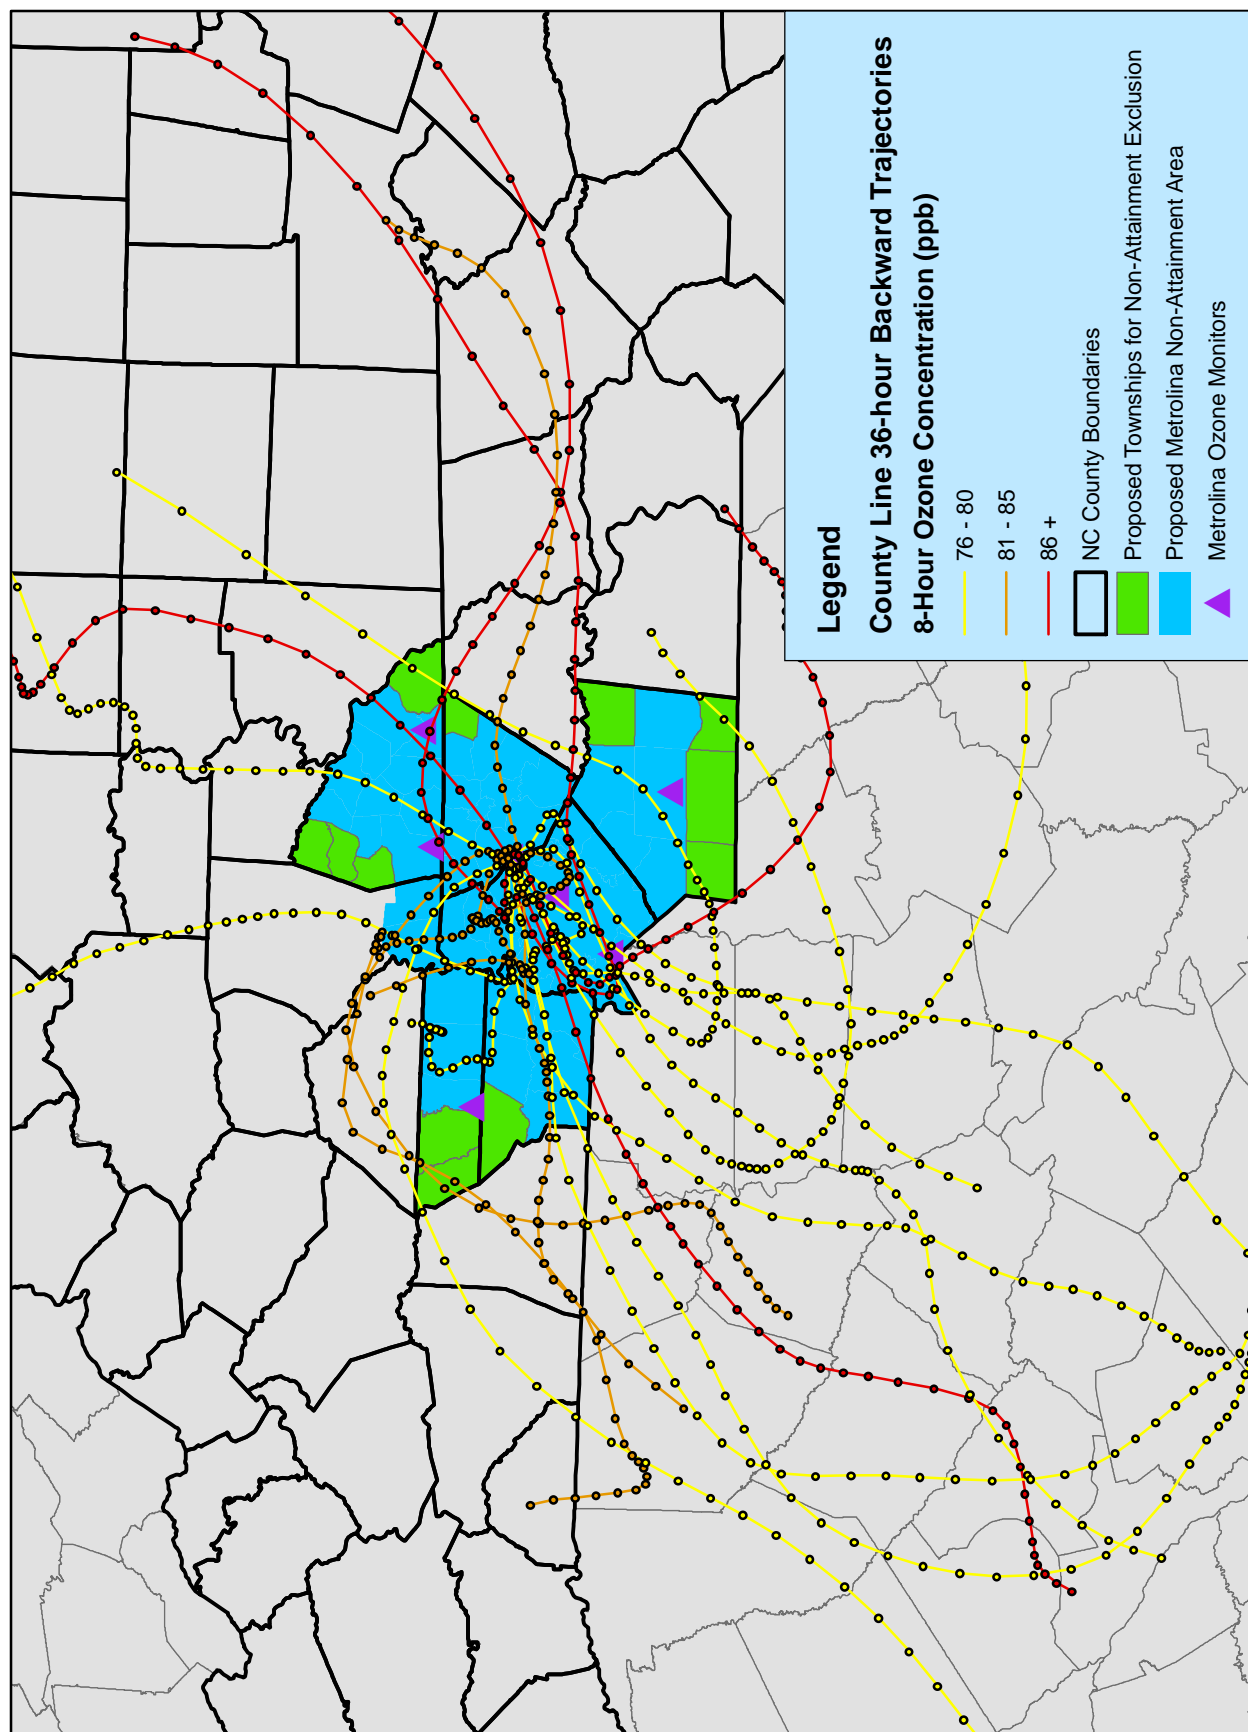 Legend
County Line 36-hour Backward Trajectories
8-Hour Ozone Concentration (ppb)
76 - 80
81 - 85
86 +
NC County Boundaries
Proposed Townships for Non-Attainment Exclusion
Proposed Metrolina Non-Attainment Area
Metrolina Ozone Monitors